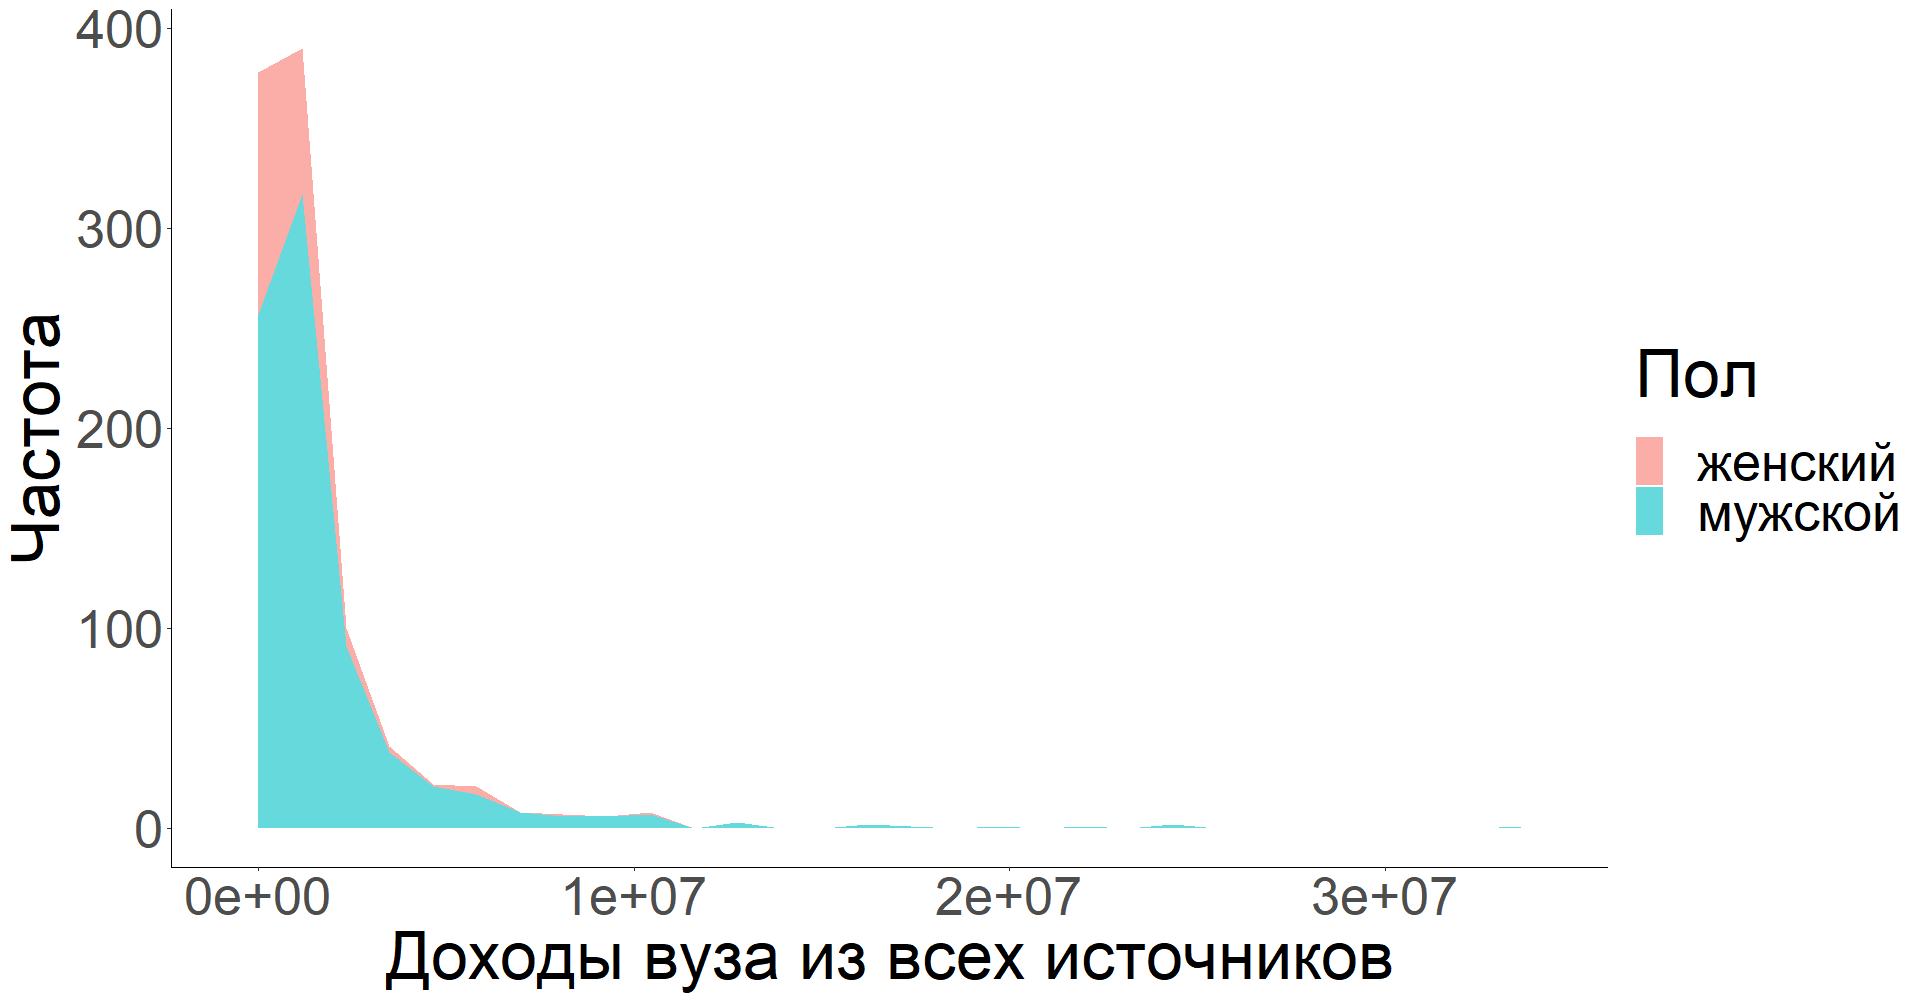 400
300
200
100
0
Частота
0e+00
1e+07
2e+07
3e+07
Доходы вуза из всех источников
Пол
женский
мужской